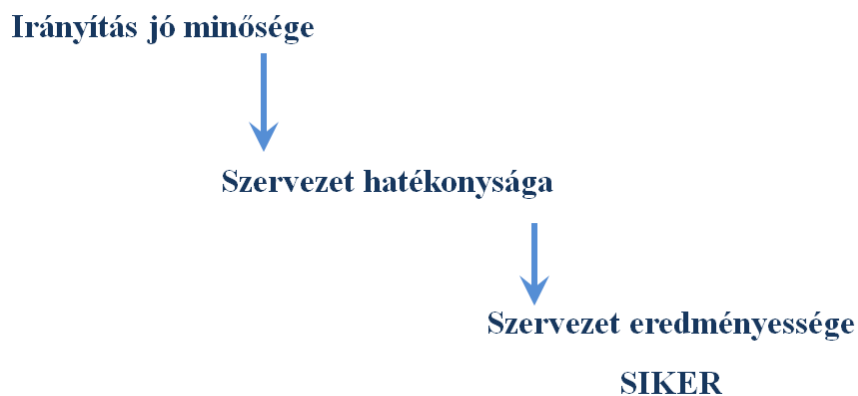 Irányítás jó minősége
Szervezet hatékonysága
Szervezet eredményessége
SIKER